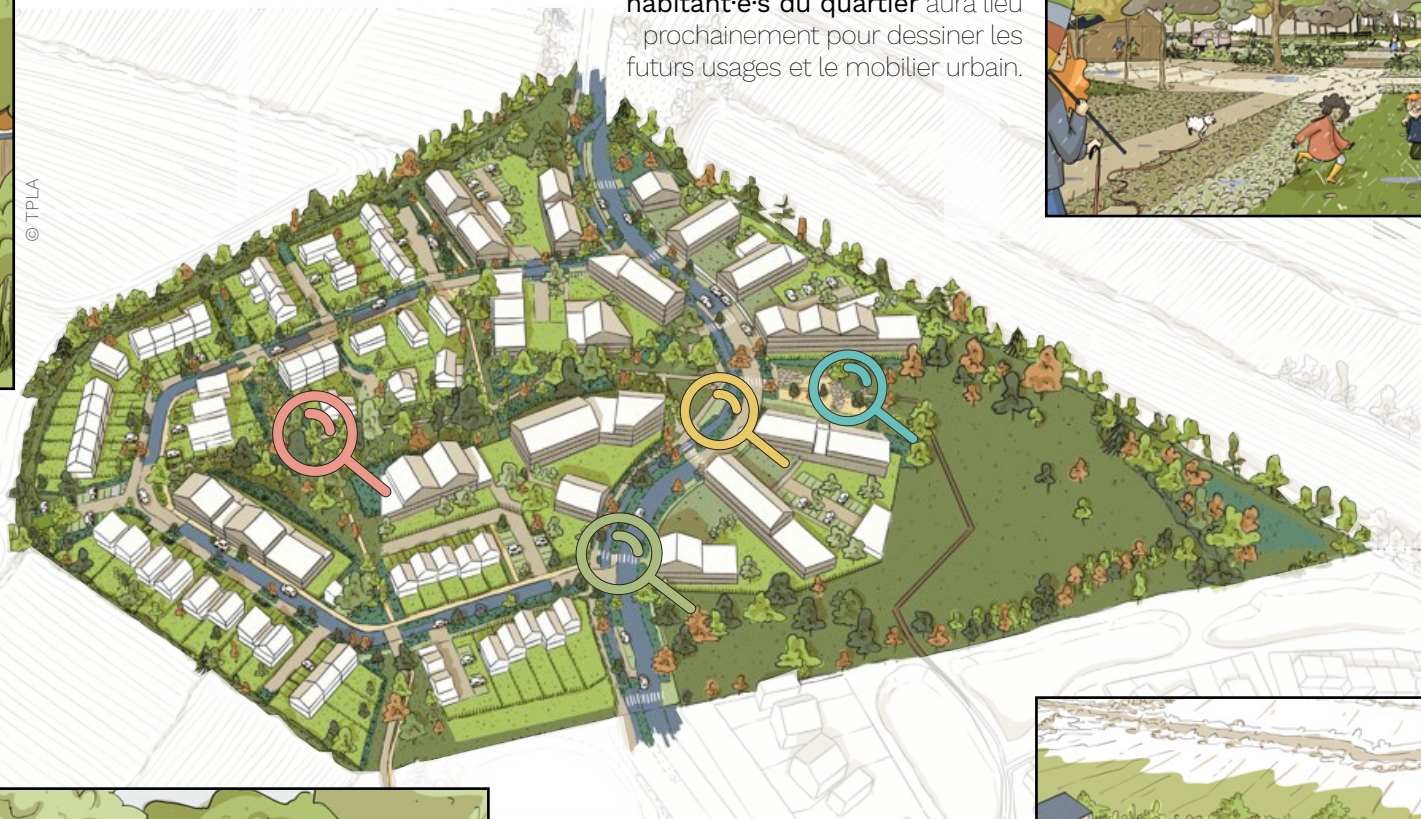 habitant·e·s du quartier aura lieu
prochainement pour dessiner les
futurs usages et le mobilier urbain.
© TPLA